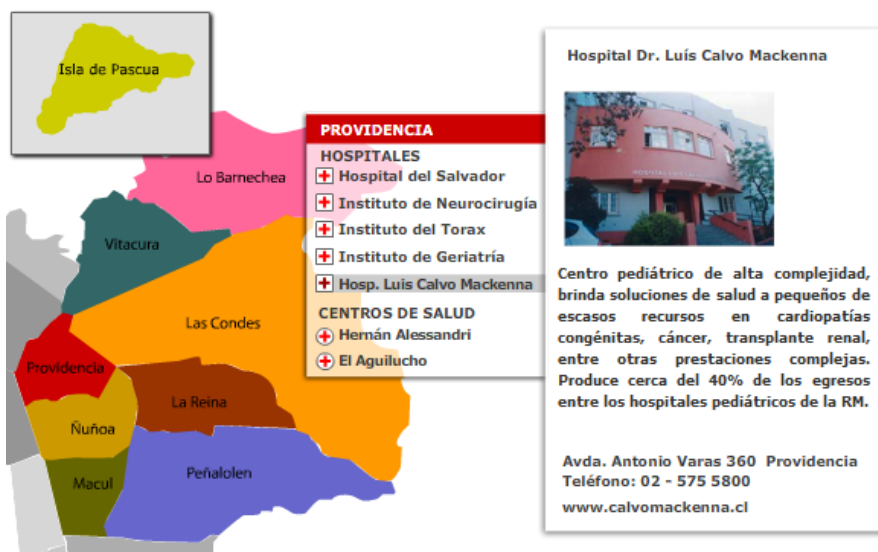 Isla de Pascua
Lo Barnechea
Vitacura
Las Condes
Providencia
La Reina
Ñuñoa
Macul
Peñalolen
PROVIDENCIA
HOSPITALES
Hospital del Salvador
Instituto de Neurocirugía
Instituto del Torax
Instituto de Geriatría
Hosp. Luis Calvo Mackenna
CENTROS DE SALUD
Hernán Alessandri
El Aguilucho
Hospital Dr. Luís Calvo Mackenna
Centro pediátrico de alta complejidad,
brinda soluciones de salud a pequeños de
escasos recursos en cardiopatías
congénitas, cáncer, transplante renal,
entre otras prestaciones complejas.
Produce cerca del 40% de los egresos
entre los hospitales pediátricos de la RM.
Avda. Antonio Varas 360 Providencia
Teléfono: 02 - 575 5800
www.calvomackenna.cl